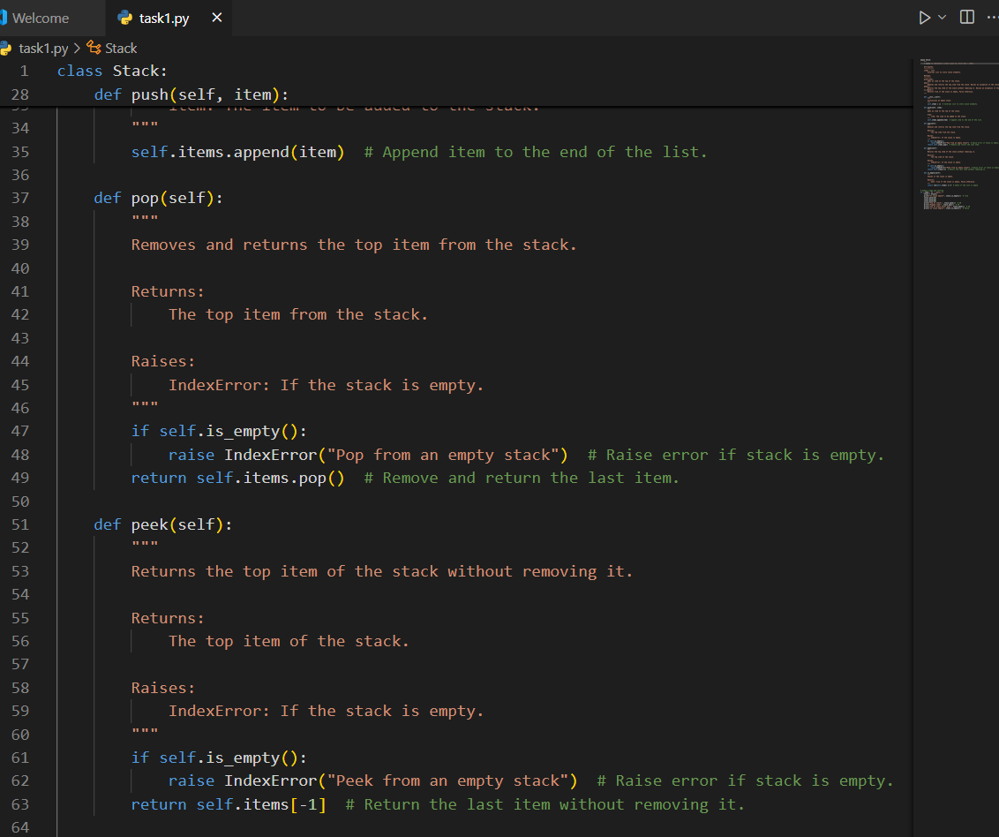 Welcome
task1.py
task1.py > Stack
1 class Stack:
28     def push(self, item):
            item: The item to be added to the stack.
34         """
35         self.items.append(item)  # Append item to the end of the list.
36
37     def pop(self):
38         """
39         Removes and returns the top item from the stack.
40
41         Returns:
42             The top item from the stack.
43
44         Raises:
45             IndexError: If the stack is empty.
46         """
47         if self.is_empty():
48             raise IndexError("Pop from an empty stack")  # Raise error if stack is empty.
49         return self.items.pop()  # Remove and return the last item.
50
51     def peek(self):
52         """
53         Returns the top item of the stack without removing it.
54
55         Returns:
56             The top item of the stack.
57
58         Raises:
59             IndexError: If the stack is empty.
60         """
61         if self.is_empty():
62             raise IndexError("Peek from an empty stack")  # Raise error if stack is empty.
63         return self.items[-1]  # Return the last item without removing it.
64